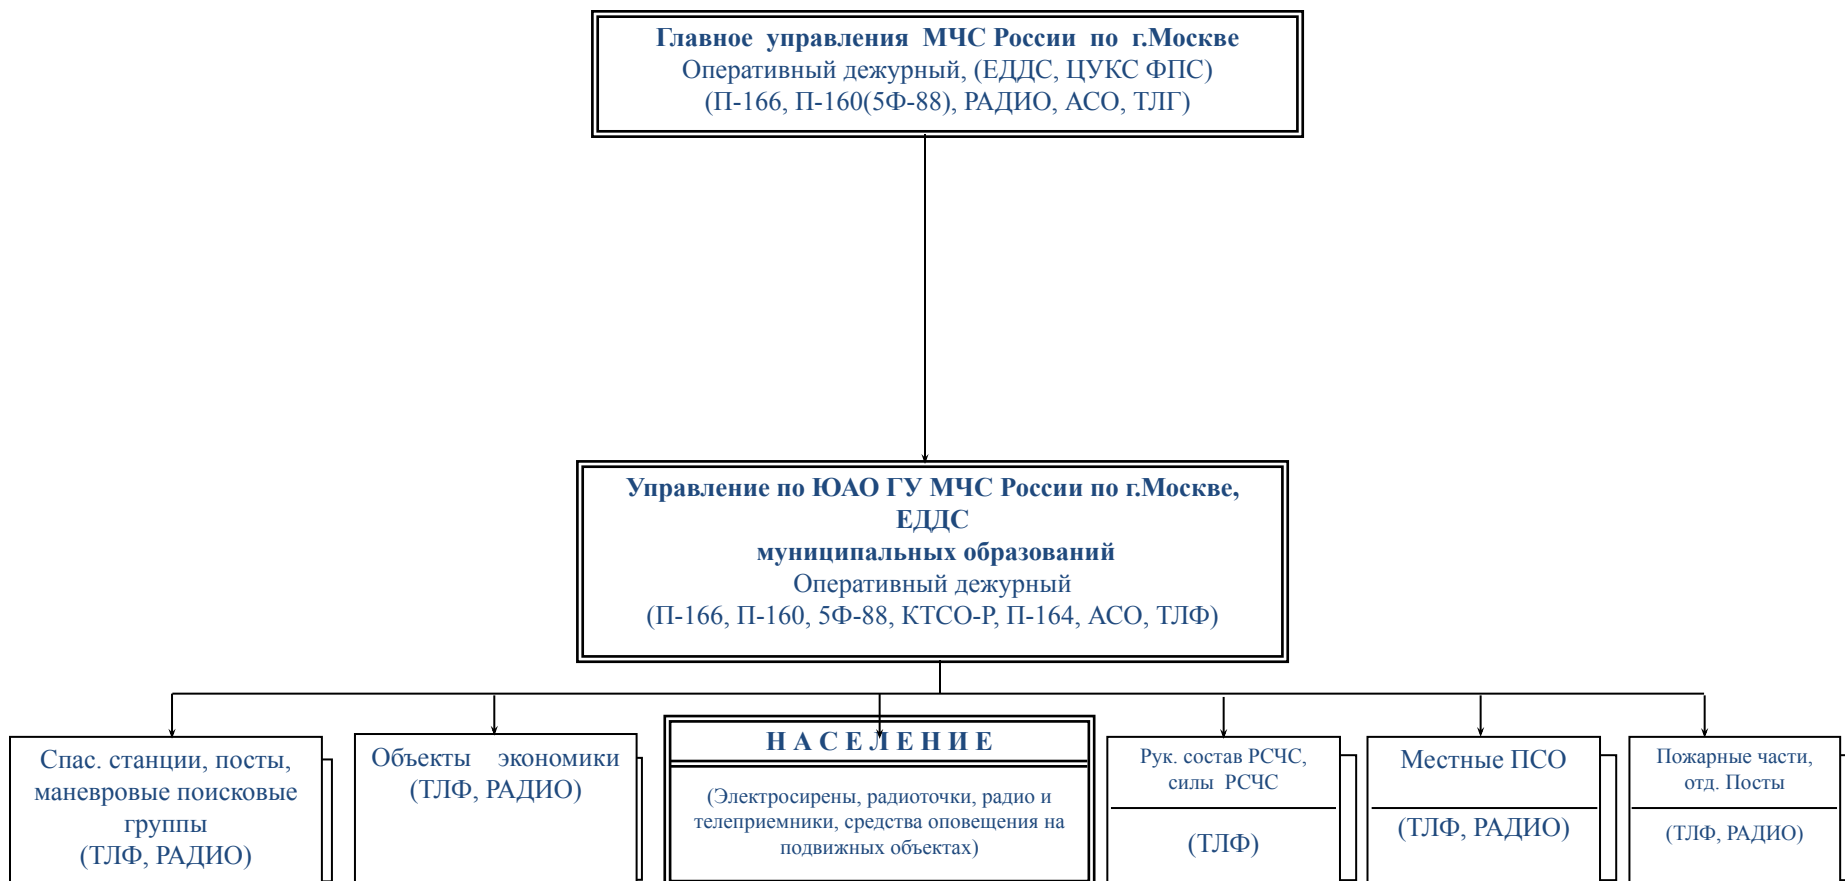 Главное управления МЧС России по г.Москве
Оперативный дежурный, (ЕДДС, ЦУКС ФПС)
(П-166, П-160(5Ф-88), РАДИО, АСО, ТЛГ)
Управление по ЮАО ГУ МЧС России по г.Москве,
ЕДДС
муниципальных образований
Оперативный дежурный
(П-166, П-160, 5Ф-88, КТСО-Р, П-164, АСО, ТЛФ)
Спас. станции, посты,
маневровые поисковые
группы
(ТЛФ, РАДИО)
Объекты экономики
(ТЛФ, РАДИО)
Н А С Е Л Е Н И Е
(Электросирены, радиоточки, радио и
телеприемники, средства оповещения на
подвижных объектах)
Рук. состав РСЧС,
силы РСЧС
(ТЛФ)
Местные ПСО
(ТЛФ, РАДИО)
Пожарные части,
отд. Посты
(ТЛФ, РАДИО)